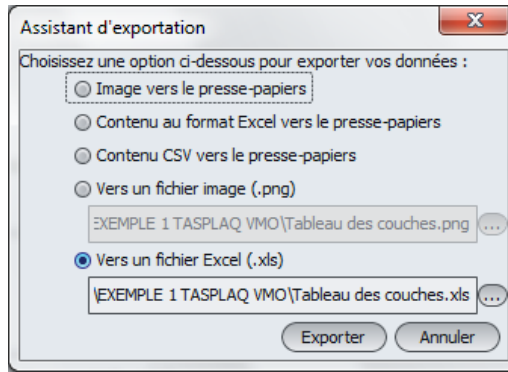 Assistant d'exportation
Choisissez une option ci-dessous pour exporter vos données :
Image vers le presse-papiers
Contenu au format Excel vers le presse-papiers
Contenu CSV vers le presse-papiers
Vers un fichier image (.png)
EXEMPLE 1 TASPLAQ VMO\Tableau des couches.png ...
Vers un fichier Excel (.xls)
\EXEMPLE 1 TASPLAQ VMO\Tableau des couches.xls ...
Exporter Annuler